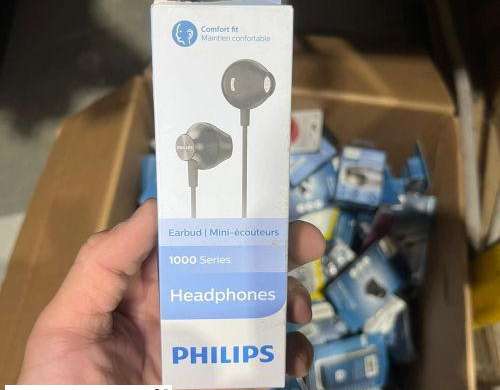 Comfort fit
Maintien confortable
PHILIPS
Earbud | Mini-écouteurs
1000 Series
Headphones
PHILIPS